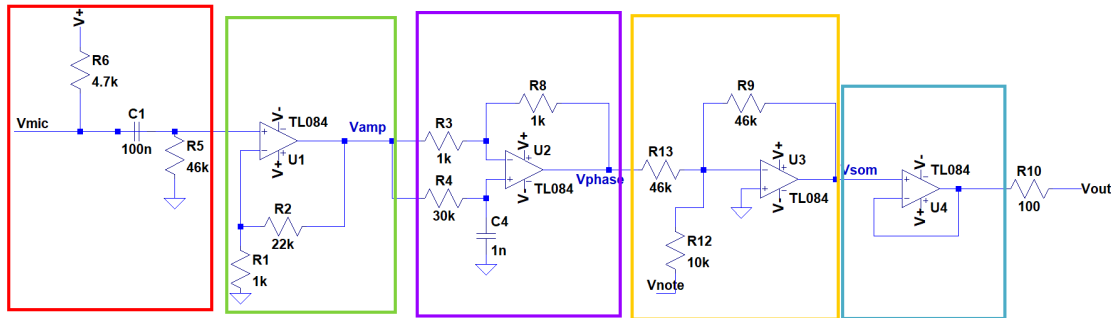 V+
R6
4.7k
Vmic
C1
100n
R5
46k
V-
TL084
U1
V+
Vamp
R2
22k
R1
1k
R8
1k
R3
1k
V+
U2
TL084
V-
Vphase
R4
30k
C4
1n
R9
46k
R13
46k
V+
U3
TL084
V-
Vsom
R12
10k
Vnote
V-
TL084
U4
V+
R10
100
Vout